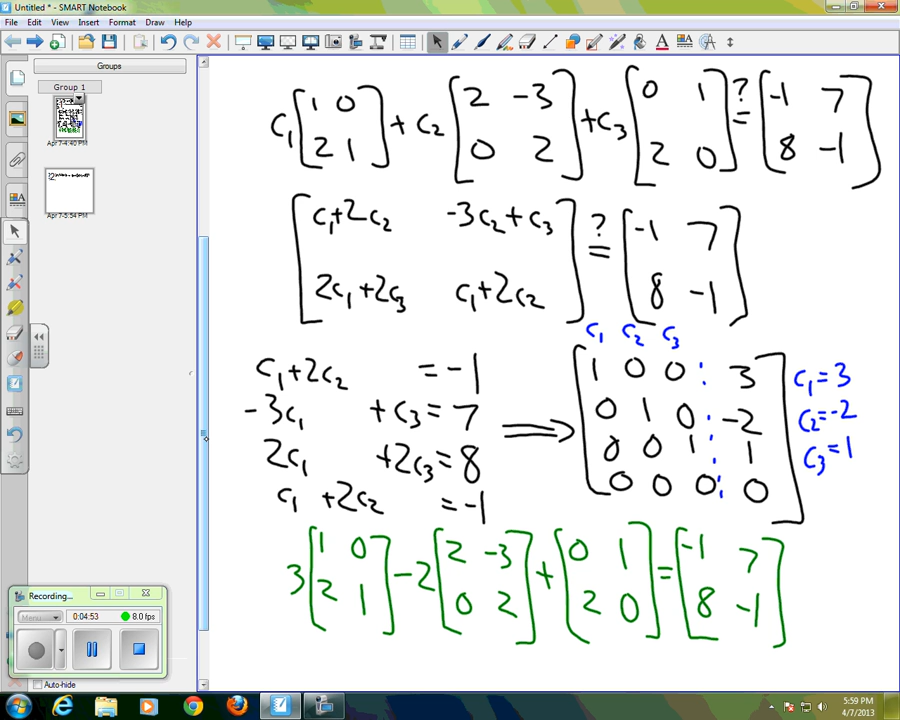 Untitled * - SMART Notebook
File Edit View Insert Format Draw Help
Groups
Group 1
Apr 7-4:40 PM
Apr 7-5:54 PM
c₁[1 0; 2 1] + c₂[2 -3; 0 2] + c₃[0 1; 2 0] ?= [-1 7; 8 -1]
[c₁+2c₂ -3c₂+c₃; 2c₁+2c₃ c₁+2c₂] ?= [-1 7; 8 -1]
c₁ c₂ c₃
c₁+2c₂ = -1
-3c₁ +c₃ = 7
2c₁ +2c₃ = 8
c₁ +2c₂ = -1
⟹
[1 0 0 : 3
0 1 0 : -2
0 0 1 : 1
0 0 0 : 0]
c₁=3
c₂=-2
c₃=1
3[1 0; 2 1] -2[2 -3; 0 2] + [0 1; 2 0] = [-1 7; 8 -1]
Recording...
Menu
0:04:53
8.0 fps
Auto-hide
5:59 PM
4/7/2013